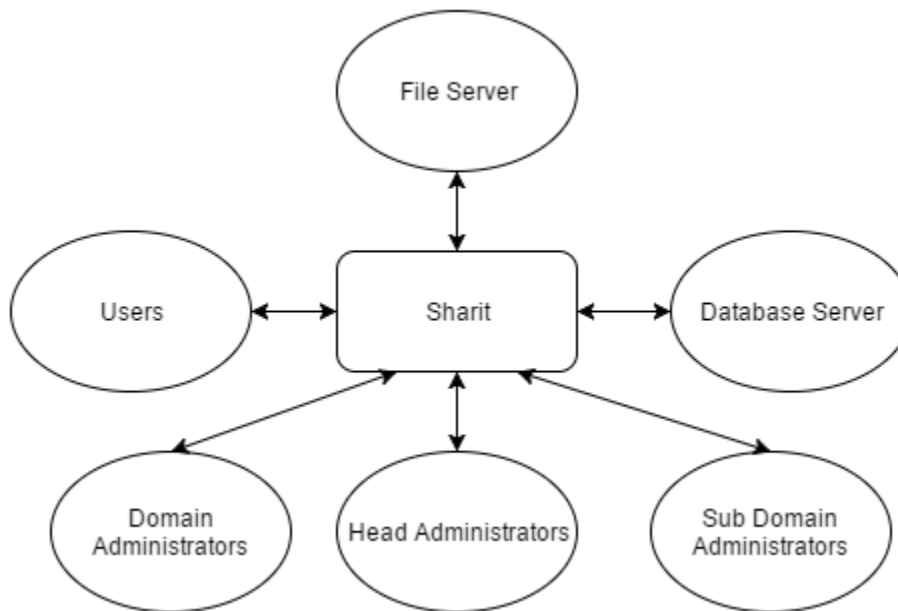 File Server
Users
Sharit
Database Server
Domain
Administrators
Head Administrators
Sub Domain
Administrators